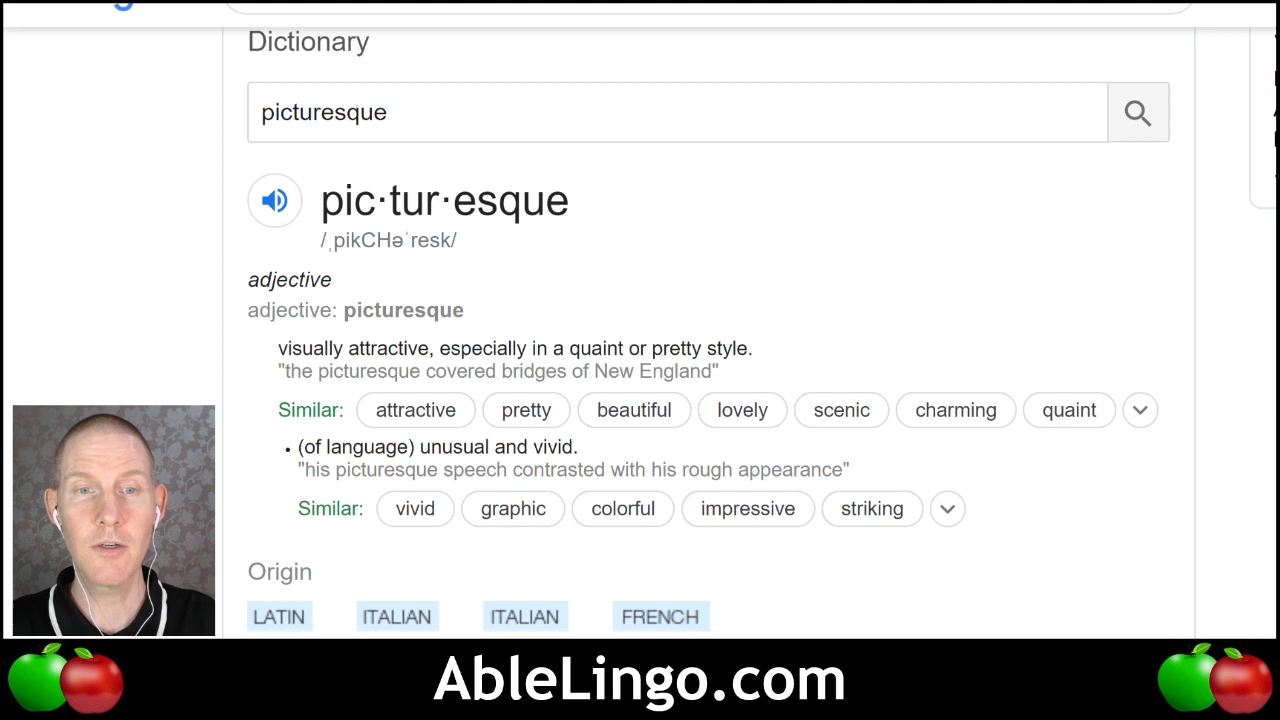 Dictionary
picturesque
pic·tur·esque
/ˌpikCHəˈresk/
adjective
adjective: picturesque
visually attractive, especially in a quaint or pretty style.
"the picturesque covered bridges of New England"
Similar: attractive pretty beautiful lovely scenic charming quaint
• (of language) unusual and vivid.
"his picturesque speech contrasted with his rough appearance"
Similar: vivid graphic colorful impressive striking
Origin
LATIN ITALIAN ITALIAN FRENCH
AbleLingo.com